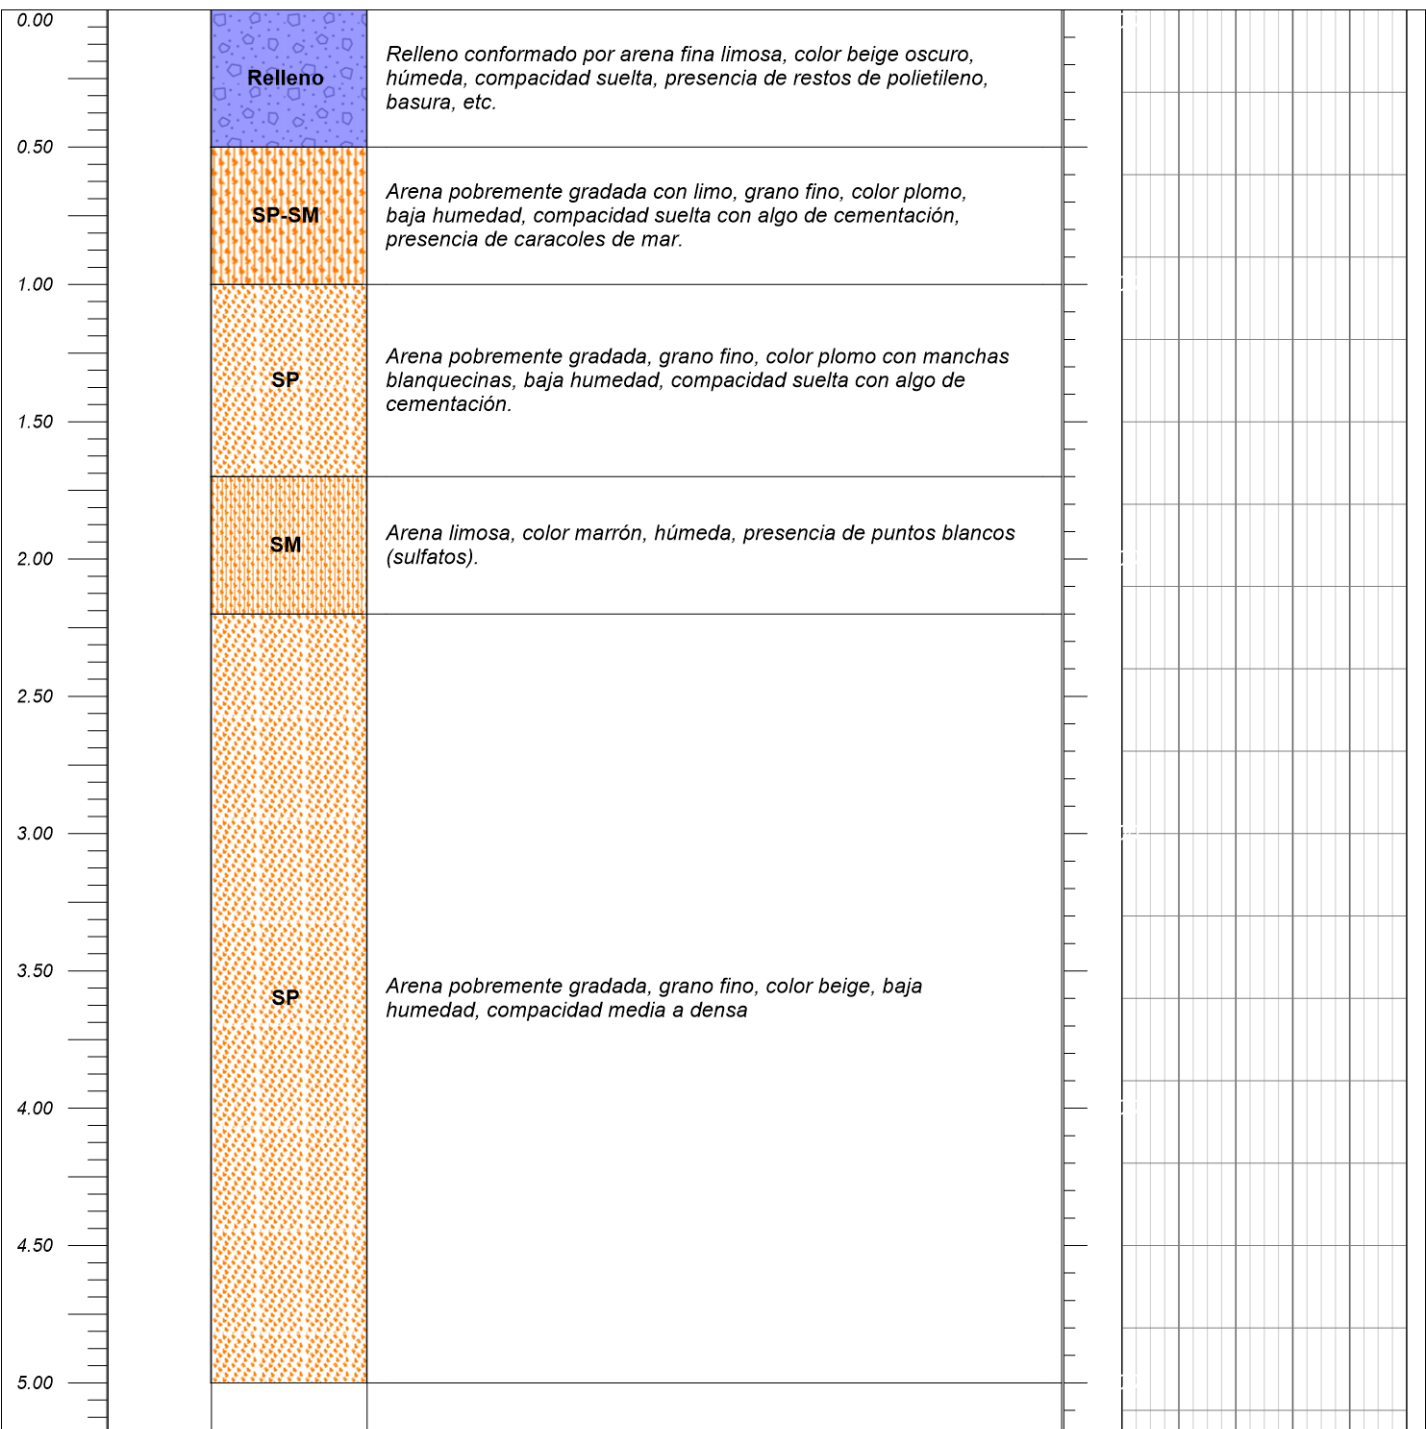 0.00
Relleno conformado por arena fina limosa, color beige oscuro,
Relleno
húmeda, compacidad suelta, presencia de restos de polietileno,
basura, etc.
0.50
Arena pobremente gradada con limo, grano fino, color plomo,
SP-SM
baja humedad, compacidad suelta con algo de cementación,
presencia de caracoles de mar.
1.00
Arena pobremente gradada, grano fino, color plomo con manchas
SP
blanquecinas, baja humedad, compacidad suelta con algo de
cementación.
1.50
Arena limosa, color marrón, húmeda, presencia de puntos blancos
SM
(sulfatos).
2.00
2.50
3.00
3.50
Arena pobremente gradada, grano fino, color beige, baja
SP
humedad, compacidad media a densa
4.00
4.50
5.00